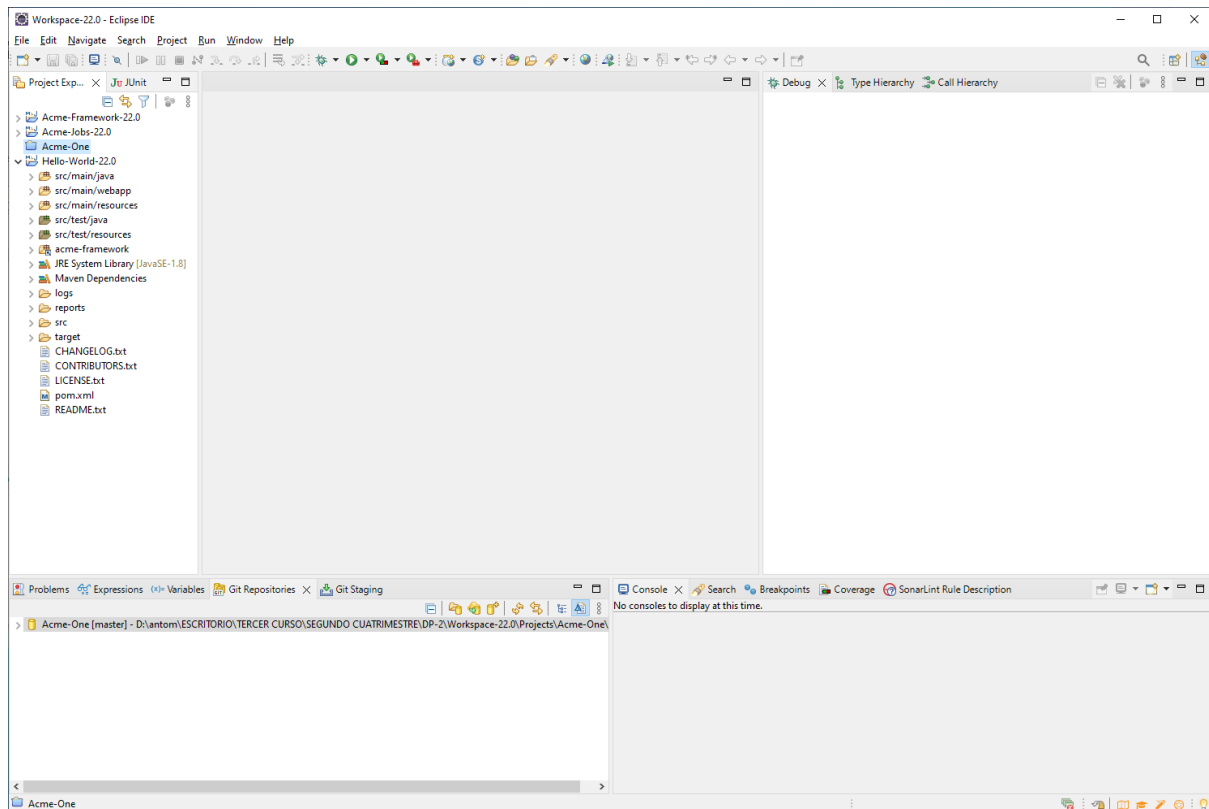 Workspace-22.0 - Eclipse IDE
File Edit Navigate Search Project Run Window Help
Project Exp... JUnit
Debug Type Hierarchy Call Hierarchy
Acme-Framework-22.0
Acme-Jobs-22.0
Acme-One
Hello-World-22.0
src/main/java
src/main/webapp
src/main/resources
src/test/java
src/test/resources
acme-framework
JRE System Library [JavaSE-1.8]
Maven Dependencies
logs
reports
src
target
CHANGELOG.txt
CONTRIBUTORS.txt
LICENSE.txt
pom.xml
README.txt
Problems Expressions (x)= Variables Git Repositories Git Staging
Console Search Breakpoints Coverage SonarLint Rule Description
No consoles to display at this time.
Acme-One [master] - D:\antom\ESCRITORIO\TERCER CURSO\SEGUNDO CUATRIMESTRE\DP-2\Workspace-22.0\Projects\Acme-One\
Acme-One